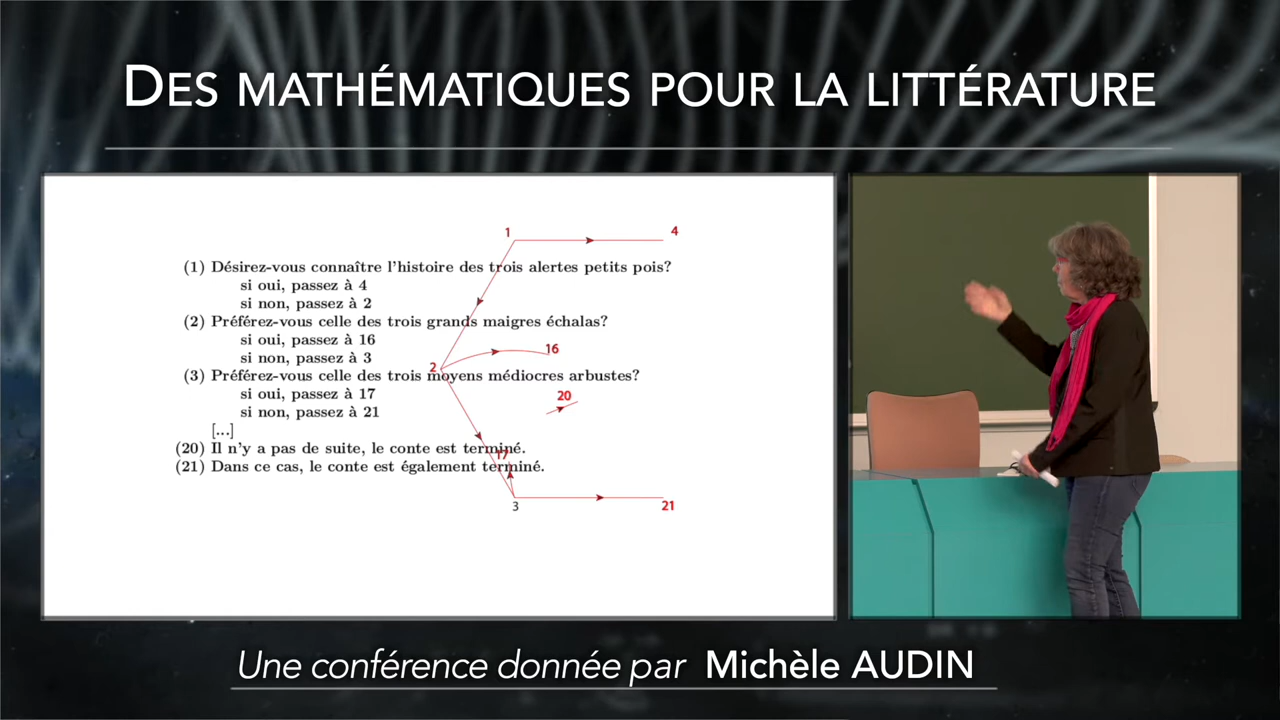 DES MATHÉMATIQUES POUR LA LITTÉRATURE
1
4
(1) Désirez-vous connaître l'histoire des trois alertes petits pois?
si oui, passez à 4
si non, passez à 2
(2) Préférez-vous celle des trois grands maigres échalas?
si oui, passez à 16
16
si non, passez à 3
2
(3) Préférez-vous celle des trois moyens médiocres arbustes?
si oui, passez à 17
20
si non, passez à 21
[...]
(20) Il n'y a pas de suite, le conte est terminé.
17
(21) Dans ce cas, le conte est également terminé.
3
21
Une conférence donnée par Michèle AUDIN